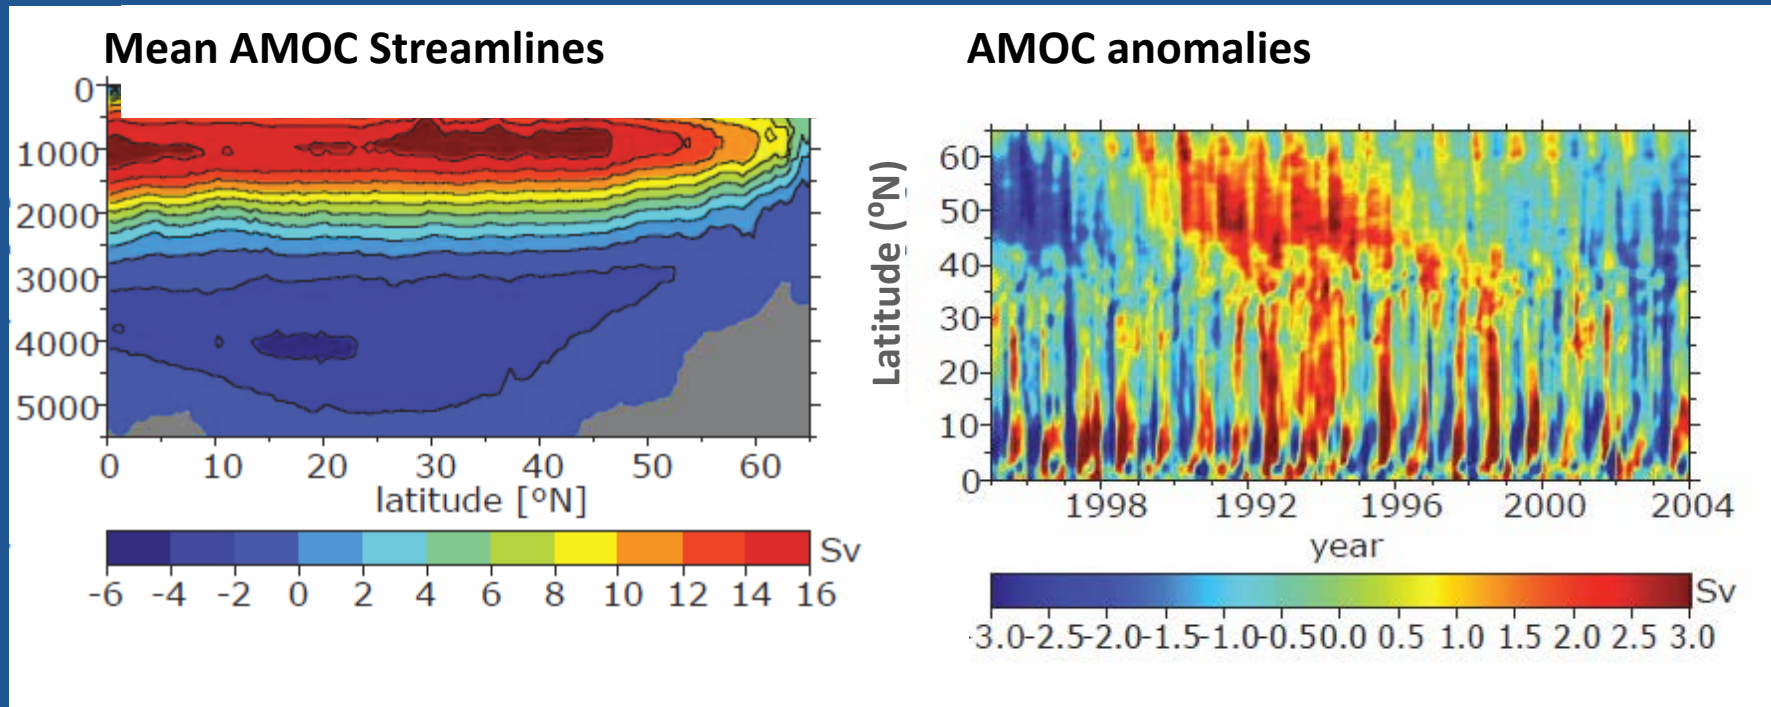 Mean AMOC Streamlines
0
1000
2000
3000
4000
5000
0 10 20 30 40 50 60
latitude [ºN]
Sv
-6 -4 -2 0 2 4 6 8 10 12 14 16
AMOC anomalies
Latitude (ºN)
60
50
40
30
20
10
0
1998 1992 1996 2000 2004
year
Sv
-3.0-2.5-2.0-1.5-1.0-0.50.0 0.5 1.0 1.5 2.0 2.5 3.0